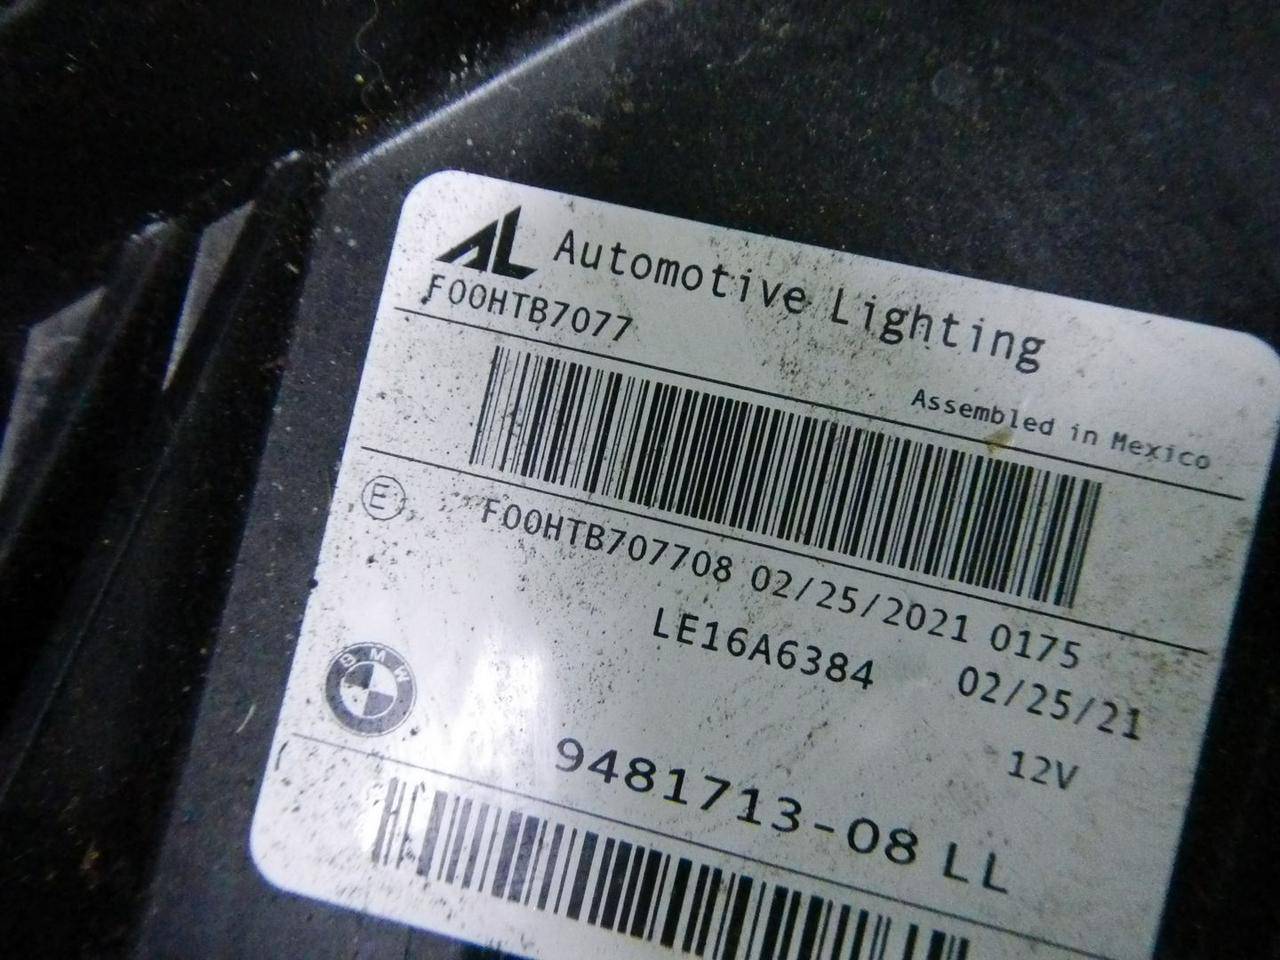 AL Automotive Lighting
F00HTB7077
Assembled in Mexico
E
F00HTB707708 02/25/2021 0175
LE16A6384 02/25/21
BMW
12V
9481713-08 LL